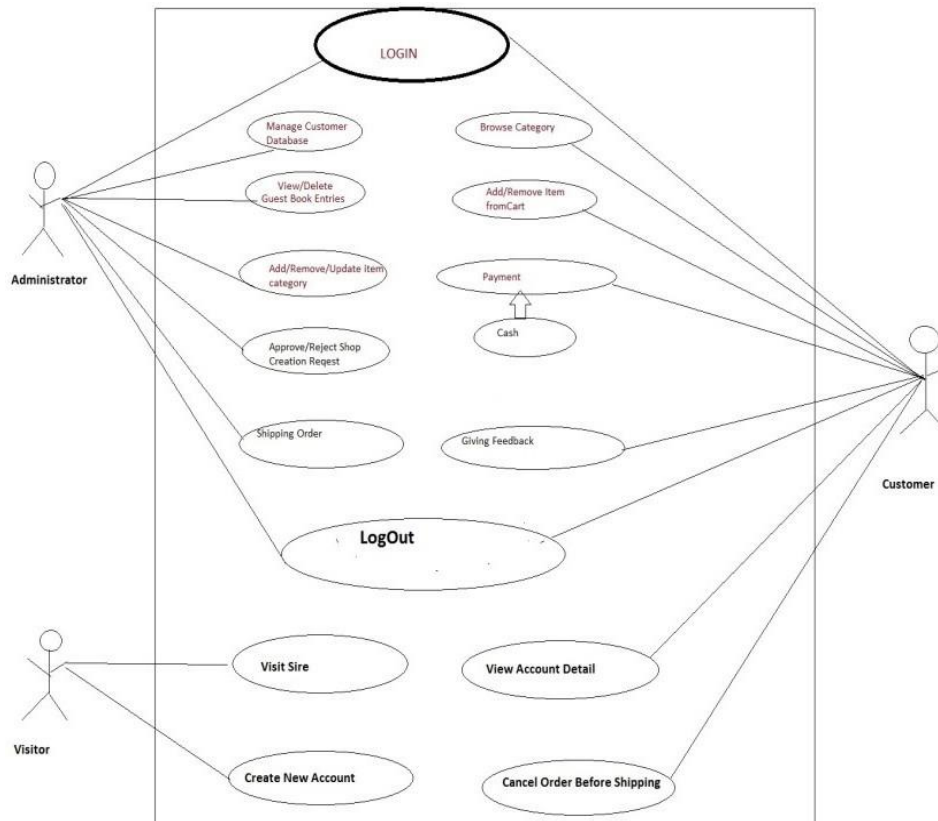 LOGIN
Manage Customer
Database
Browse Category
View/Delete
Guest Book Entries
Add/Remove Item
fromCart
Administrator
Add/Remove/Update item
category
Payment
Cash
Approve/Reject Shop
Creation Reqest
Shipping Order
Giving Feedback
Customer
LogOut
Visit Sire
View Account Detail
Visitor
Create New Account
Cancel Order Before Shipping